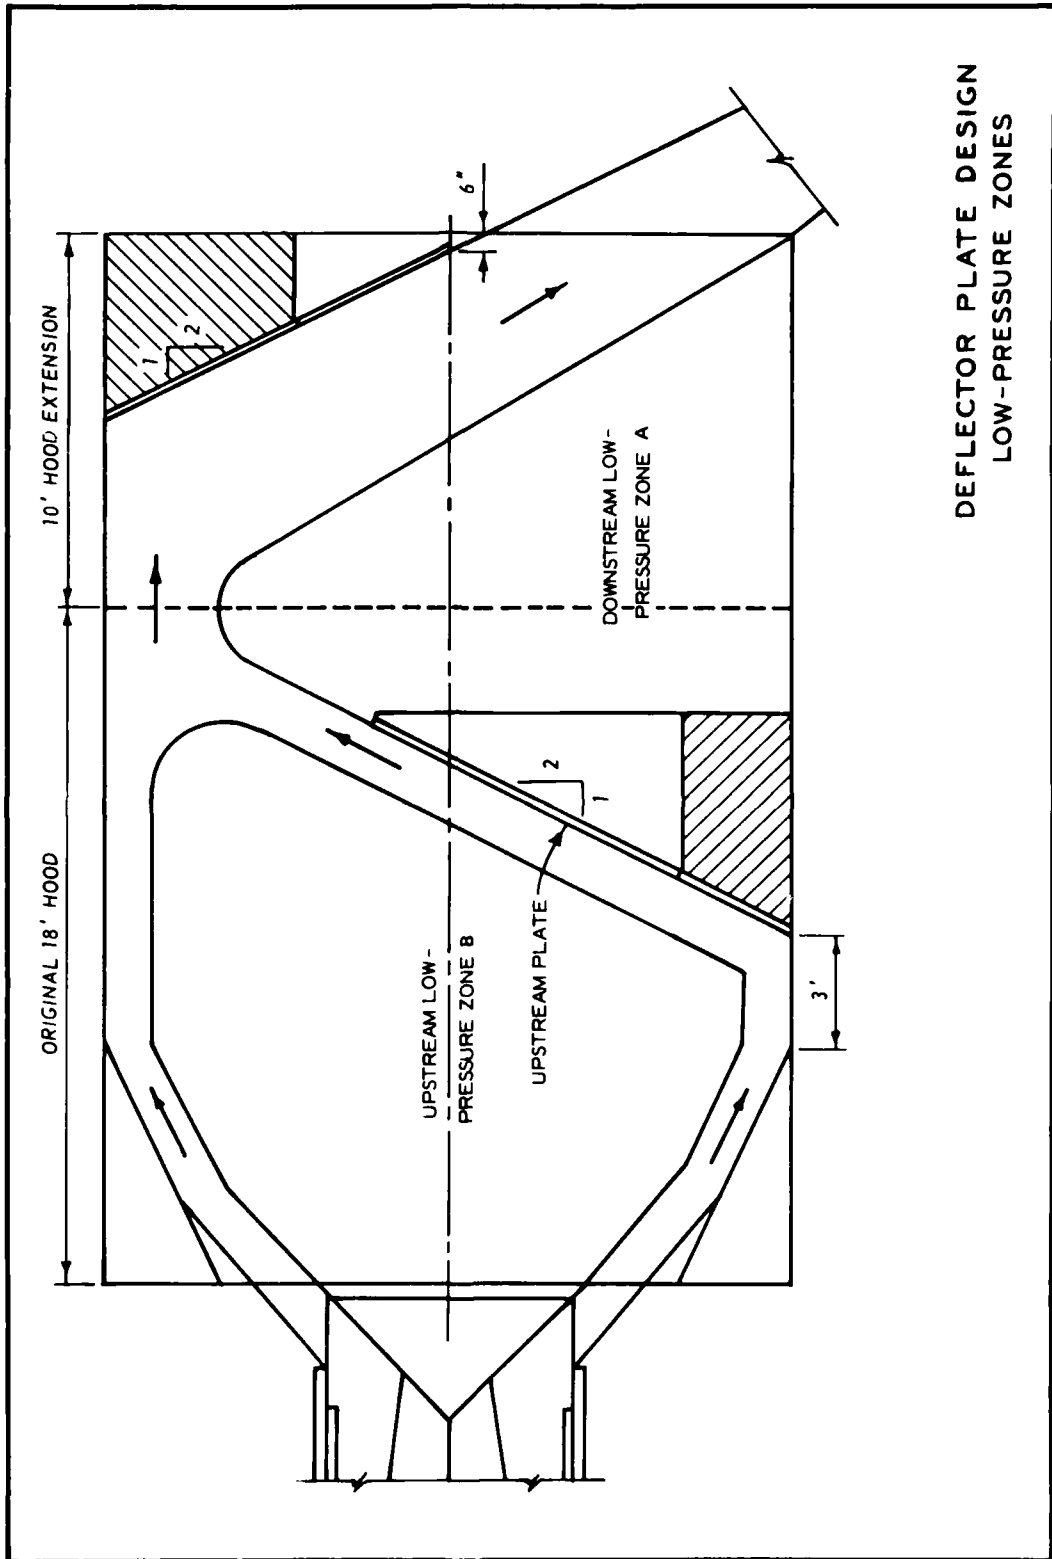 ORIGINAL 18' HOOD
10' HOOD EXTENSION
1
2
6"
UPSTREAM LOW-
PRESSURE ZONE B
UPSTREAM PLATE
2
1
DOWNSTREAM LOW-
PRESSURE ZONE A
3'
DEFLECTOR PLATE DESIGN
LOW-PRESSURE ZONES